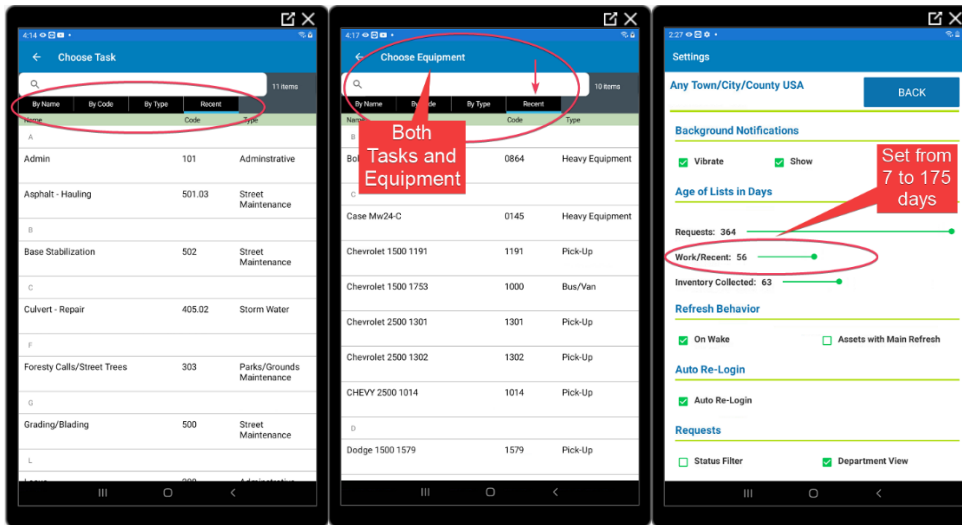 4:14
Choose Task
11 items
By Name By Code By Type Recent
Name Code Type
A
Admin 101 Adminstrative
Asphalt - Hauling 501.03 Street
Maintenance
B
Base Stabilization 502 Street
Maintenance
C
Culvert - Repair 405.02 Storm Water
F
Foresty Calls/Street Trees 303 Parks/Grounds
Maintenance
G
Grading/Blading 500 Street
Maintenance
L
4:17
Choose Equipment
10 items
By Name By Type Recent
Code Type
Both
Tasks and
Equipment
B
0864 Heavy Equipment
C
Case Mw24-C 0145 Heavy Equipment
Chevrolet 1500 1191 1191 Pick-Up
Chevrolet 1500 1753 1000 Bus/Van
Chevrolet 2500 1301 1301 Pick-Up
Chevrolet 2500 1302 1302 Pick-Up
CHEVY 2500 1014 1014 Pick-Up
D
Dodge 1500 1579 1579 Pick-Up
2:27
Settings
Any Town/City/County USA
BACK
Background Notifications
Vibrate Show
Set from
7 to 175
days
Age of Lists in Days
Requests: 364
Work/Recent: 56
Inventory Collected: 63
Refresh Behavior
On Wake Assets with Main Refresh
Auto Re-Login
Auto Re-Login
Requests
Status Filter Department View